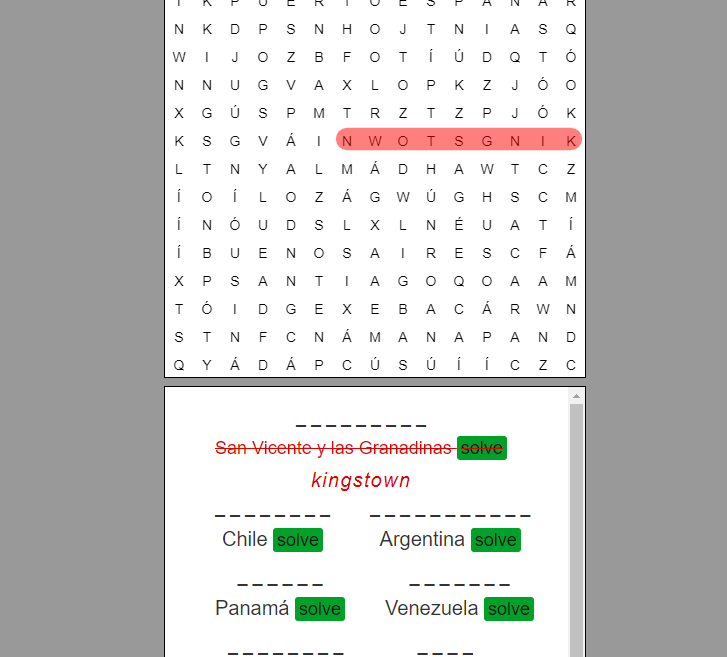 T K P U E R T O E S P A Ñ A R
N K D P S N H O J T N I A S Q
W I J O Z B F O T Í Ú D Q T Ó
N N U G V A X L O P K Z J Ó O
X G Ú S P M T R Z T Z P J Ó K
K S G V Á I N W O T S G N I K
L T N Y A L M Á D H A W T C Z
Í O Í L O Z Á G W Ú G H S C M
Í N Ó U D S L X L N É U A T Í
Í B U E N O S A I R E S C F Á
X P S A N T I A G O Q O A A M
T Ó I D G E X E B A C Á R W N
S T N F C N Á M A N A P A N D
Q Y Á D Á P C Ú S Ú Í Í C Z C
_ _ _ _ _ _ _ _ _
San Vicente y las Granadinas solve
kingstown
_ _ _ _ _ _ _ _ _ _ _ _ _ _ _ _ _ _ _
Chile solve Argentina solve
_ _ _ _ _ _ _ _ _ _ _ _ _
Panamá solve Venezuela solve
_ _ _ _ _ _ _ _ _ _ _ _